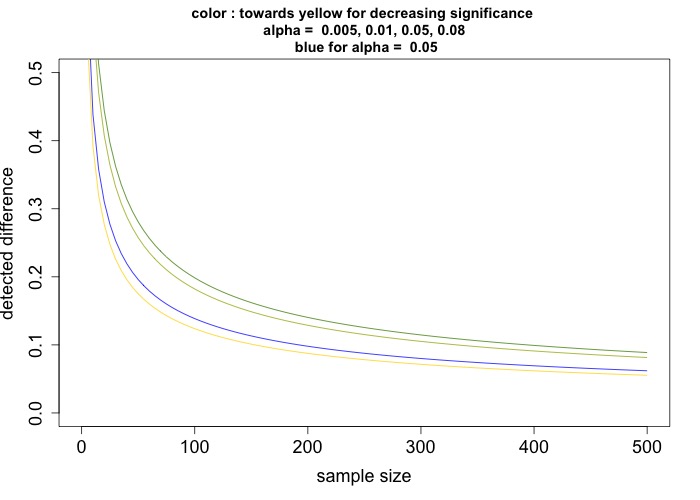 color : towards yellow for decreasing significance
alpha =  0.005, 0.01, 0.05, 0.08
blue for alpha =  0.05
detected difference
0.5
0.4
0.3
0.2
0.1
0.0
0 100 200 300 400 500
sample size